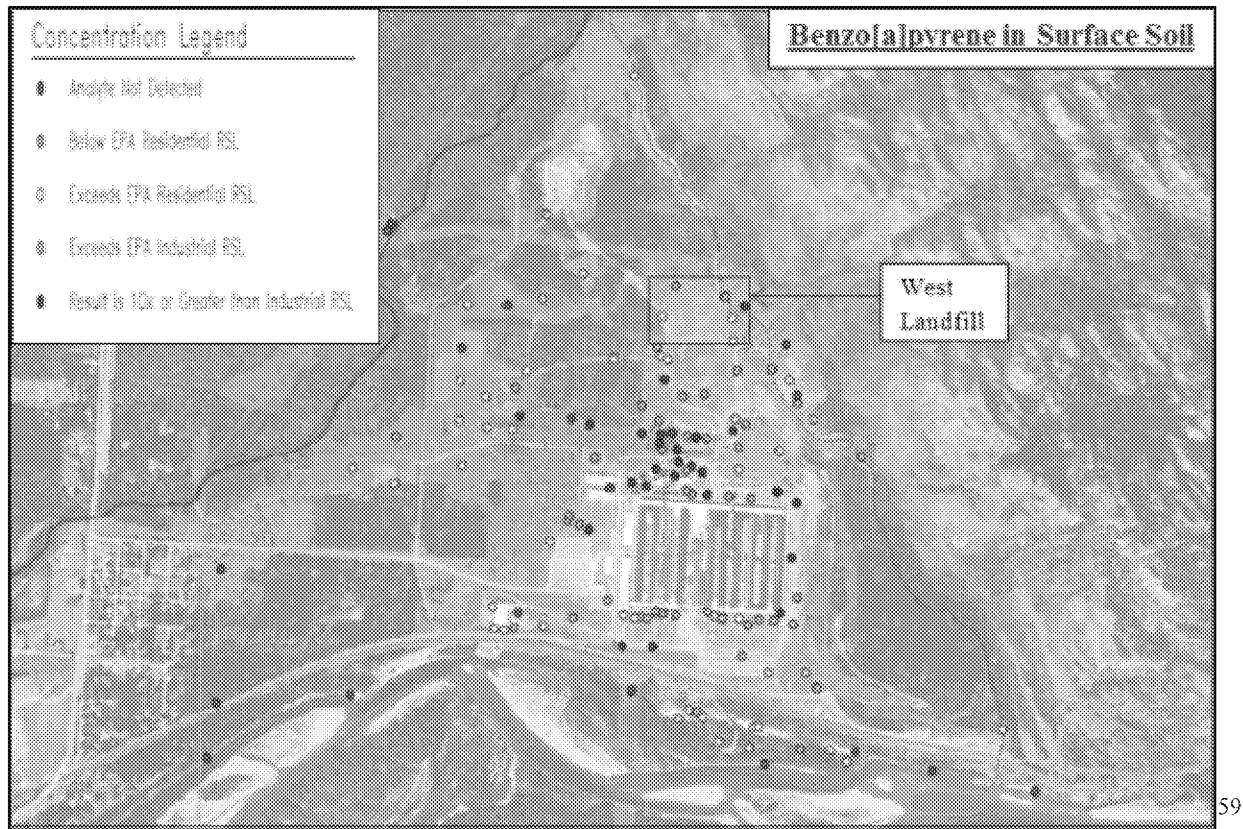 Concentration Legend
Analyte Not Detected
Below EPA Residential RSL
Exceeds EPA Residential RSL
Exceeds EPA Industrial RSL
Result is 10x or Greater than Industrial RSL
Benzo[a]pyrene in Surface Soil
West
Landfill
59